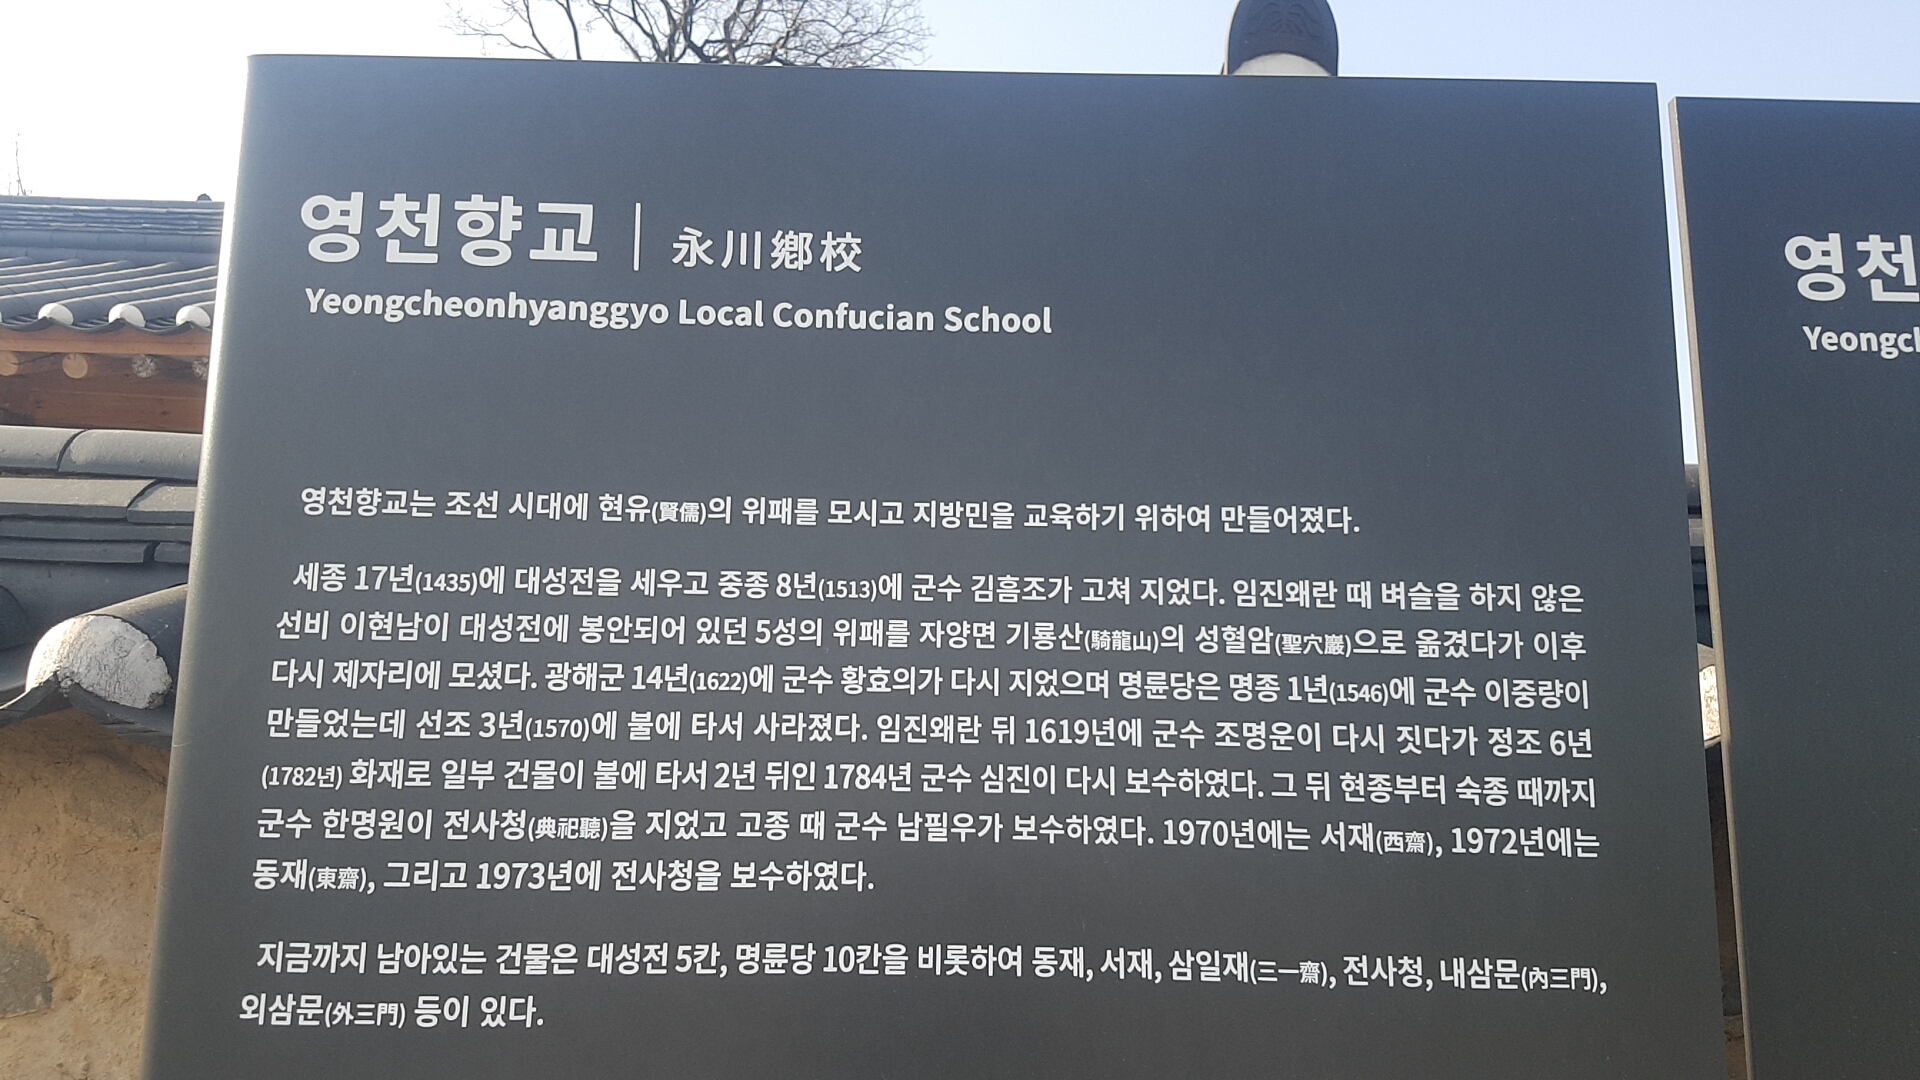 영천향교 | 永川鄕校
Yeongcheonhyanggyo Local Confucian School
영천향교는 조선 시대에 현유(賢儒)의 위패를 모시고 지방민을 교육하기 위하여 만들어졌다.
세종 17년(1435)에 대성전을 세우고 중종 8년(1513)에 군수 김흠조가 고쳐 지었다. 임진왜란 때 벼슬을 하지 않은
선비 이현남이 대성전에 봉안되어 있던 5성의 위패를 자양면 기룡산(騎龍山)의 성혈암(聖穴巖)으로 옮겼다가 이후
다시 제자리에 모셨다. 광해군 14년(1622)에 군수 황효의가 다시 지었으며 명륜당은 명종 1년(1546)에 군수 이중량이
만들었는데 선조 3년(1570)에 불에 타서 사라졌다. 임진왜란 뒤 1619년에 군수 조명운이 다시 짓다가 정조 6년
(1782년) 화재로 일부 건물이 불에 타서 2년 뒤인 1784년 군수 심진이 다시 보수하였다. 그 뒤 현종부터 숙종 때까지
군수 한명원이 전사청(典祀聽)을 지었고 고종 때 군수 남필우가 보수하였다. 1970년에는 서재(西齋), 1972년에는
동재(東齋), 그리고 1973년에 전사청을 보수하였다.
지금까지 남아있는 건물은 대성전 5칸, 명륜당 10칸을 비롯하여 동재, 서재, 삼일재(三一齋), 전사청, 내삼문(內三門),
외삼문(外三門) 등이 있다.
영천
Yeongch